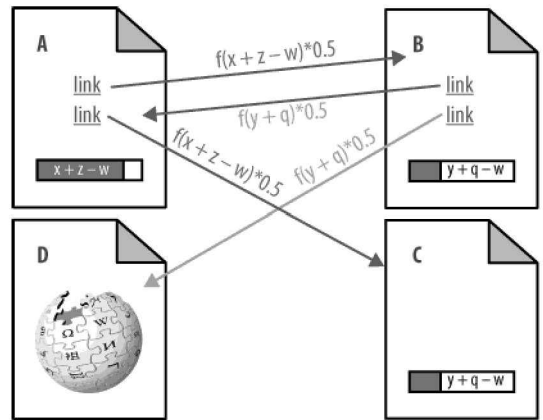 A
link
link
x + z – w
f(x + z – w)*0.5
f(y + q)*0.5
B
link
link
y + q – w
f(x + z – w)*0.5
f(y + q)*0.5
D
Ω
W
И
C
y + q – w